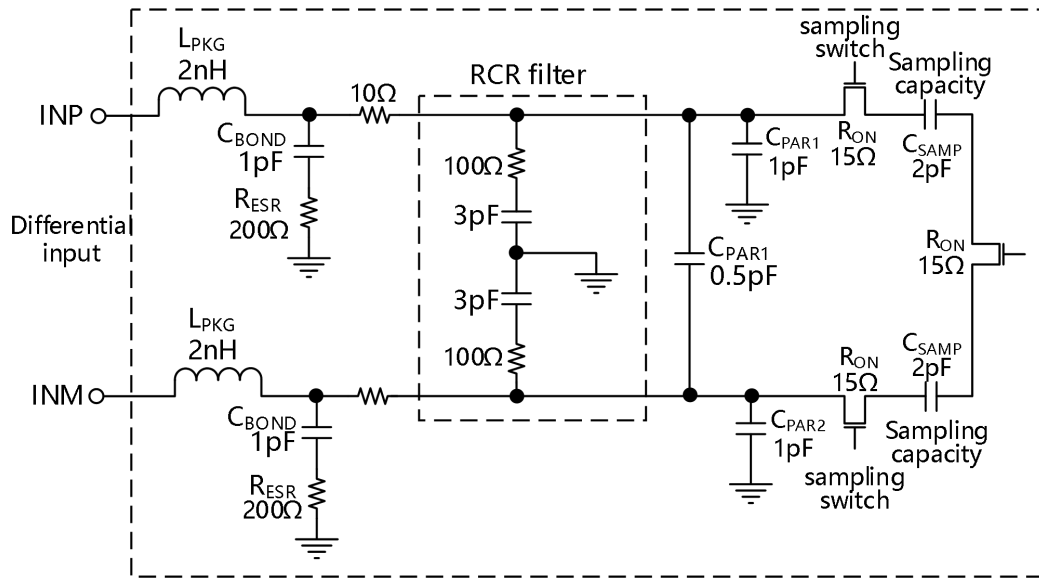 L_PKG
2nH
INP
C_BOND
1pF
R_ESR
200Ω
10Ω
RCR filter
100Ω
3pF
3pF
100Ω
Differential
input
L_PKG
2nH
INM
C_BOND
1pF
R_ESR
200Ω
C_PAR1
1pF
C_PAR1
0.5pF
C_PAR2
1pF
sampling
switch
R_ON
15Ω
Sampling
capacity
C_SAMP
2pF
R_ON
15Ω
R_ON
15Ω
C_SAMP
2pF
Sampling
capacity
sampling
switch